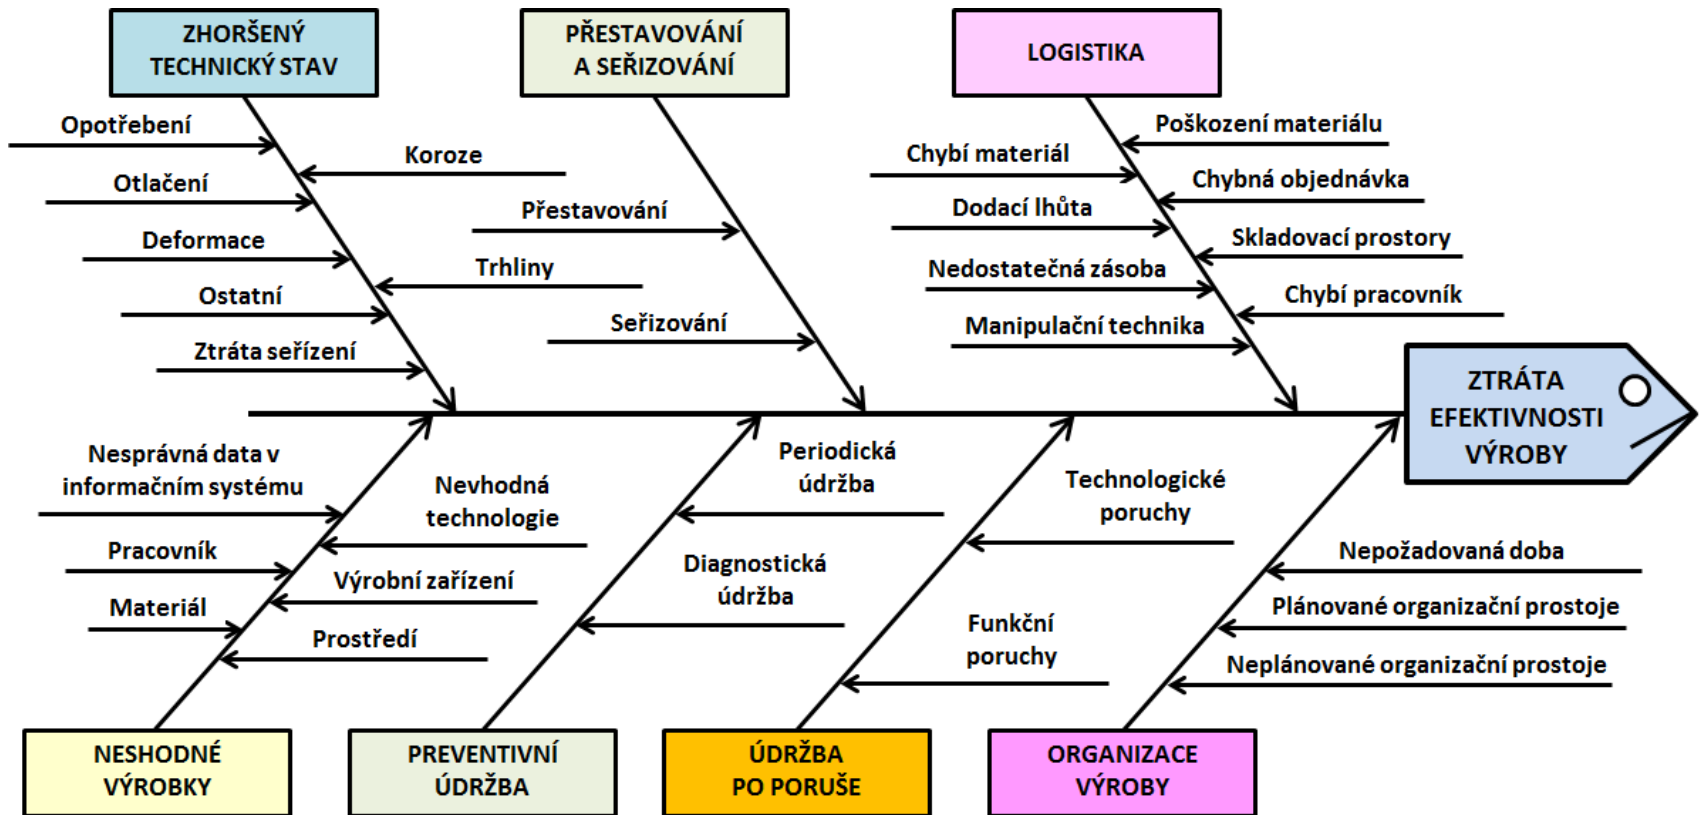 ZHORŠENÝ
TECHNICKÝ STAV
PŘESTAVOVÁNÍ
A SEŘIZOVÁNÍ
LOGISTIKA
Opotřebení
Koroze
Otlačení
Deformace
Trhliny
Ostatní
Ztráta seřízení
Přestavování
Seřizování
Poškození materiálu
Chybí materiál
Chybná objednávka
Dodací lhůta
Skladovací prostory
Nedostatečná zásoba
Chybí pracovník
Manipulační technika
ZTRÁTA
EFEKTIVNOSTI
VÝROBY
Nesprávná data v
informačním systému
Nevhodná
technologie
Pracovník
Výrobní zařízení
Materiál
Prostředí
Periodická
údržba
Diagnostická
údržba
Technologické
poruchy
Funkční
poruchy
Nepožadovaná doba
Plánované organizační prostoje
Neplánované organizační prostoje
NESHODNÉ
VÝROBKY
PREVENTIVNÍ
ÚDRŽBA
ÚDRŽBA
PO PORUŠE
ORGANIZACE
VÝROBY